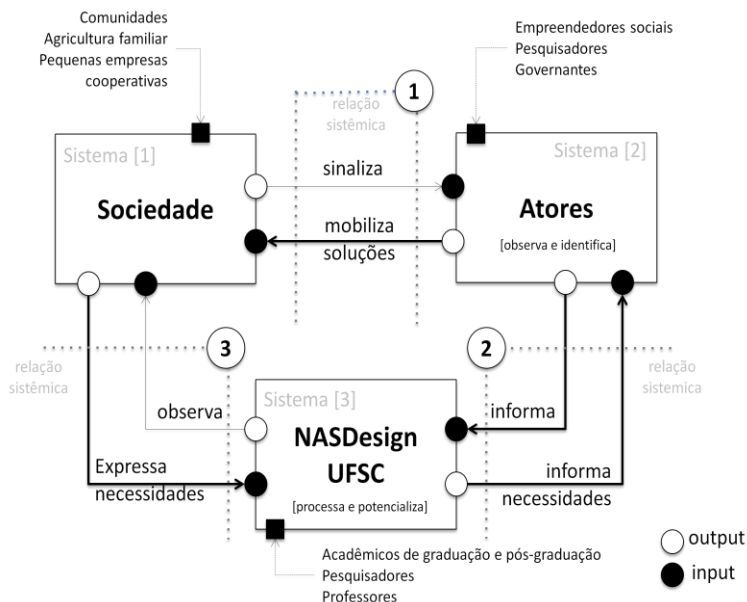 Comunidades
Agricultura familiar
Pequenas empresas
cooperativas
Empreendedores sociais
Pesquisadores
Governantes
1
relação
sistêmica
Sistema [1]
Sociedade
sinaliza
mobiliza
soluções
Sistema [2]
Atores
[observa e identifica]
3
relação
sistêmica
2
relação
sistemica
observa
Expressa
necessidades
Sistema [3]
NASDesign
UFSC
[processa e potencializa]
informa
informa
necessidades
Acadêmicos de graduação e pós-graduação
Pesquisadores
Professores
output
input